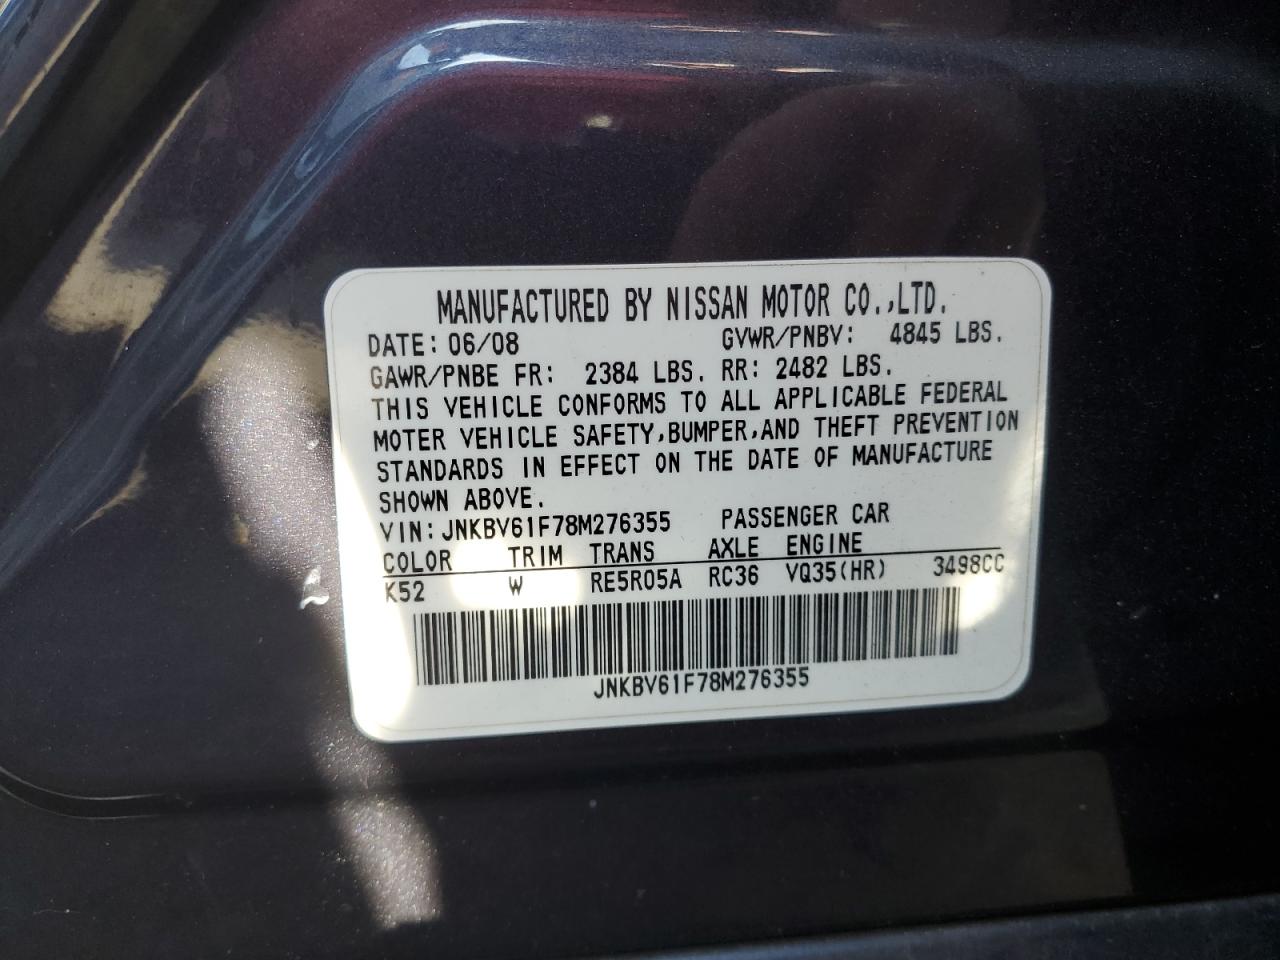 MANUFACTURED BY NISSAN MOTOR CO.,LTD.
DATE: 06/08 GVWR/PNBV: 4845 LBS.
GAWR/PNBE FR: 2384 LBS. RR: 2482 LBS.
THIS VEHICLE CONFORMS TO ALL APPLICABLE FEDERAL
MOTER VEHICLE SAFETY,BUMPER,AND THEFT PREVENTION
STANDARDS IN EFFECT ON THE DATE OF MANUFACTURE
SHOWN ABOVE.
VIN:JNKBV61F78M276355 PASSENGER CAR
COLOR TRIM TRANS AXLE ENGINE
K52 W RE5R05A RC36 VQ35(HR) 3498CC
JNKBV61F78M276355